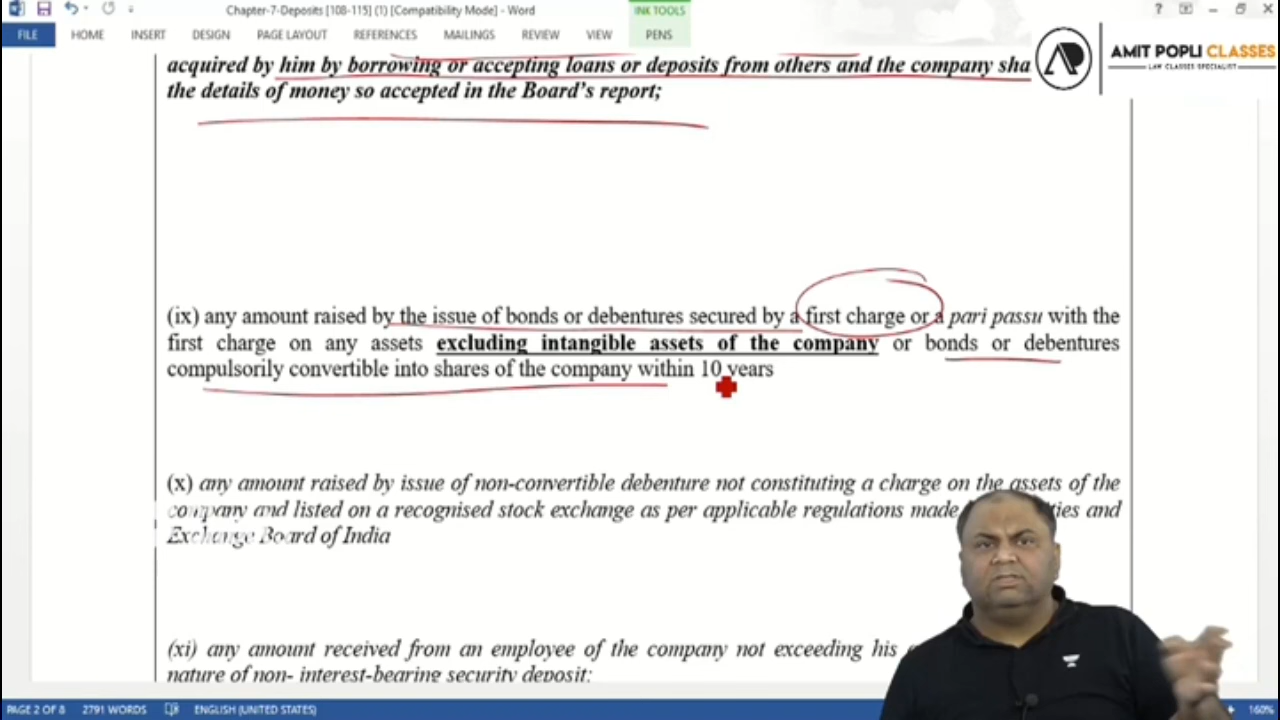 Chapter-7-Deposits [108-115] (1) [Compatibility Mode] - Word
INK TOOLS
FILE HOME INSERT DESIGN PAGE LAYOUT REFERENCES MAILINGS REVIEW VIEW PENS
AMIT POPLI CLASSES
LAW CLASSES SPECIALIST
acquired by him by borrowing or accepting loans or deposits from others and the company sha
the details of money so accepted in the Board's report;
(ix) any amount raised by the issue of bonds or debentures secured by a first charge or a pari passu with the
first charge on any assets excluding intangible assets of the company or bonds or debentures
compulsorily convertible into shares of the company within 10 years
(x) any amount raised by issue of non-convertible debenture not constituting a charge on the assets of the
company and listed on a recognised stock exchange as per applicable regulations made ties and
Exchange Board of India
(xi) any amount received from an employee of the company not exceeding his
nature of non- interest-bearing security deposit;
PAGE 2 OF 8 2791 WORDS ENGLISH (UNITED STATES) 160%